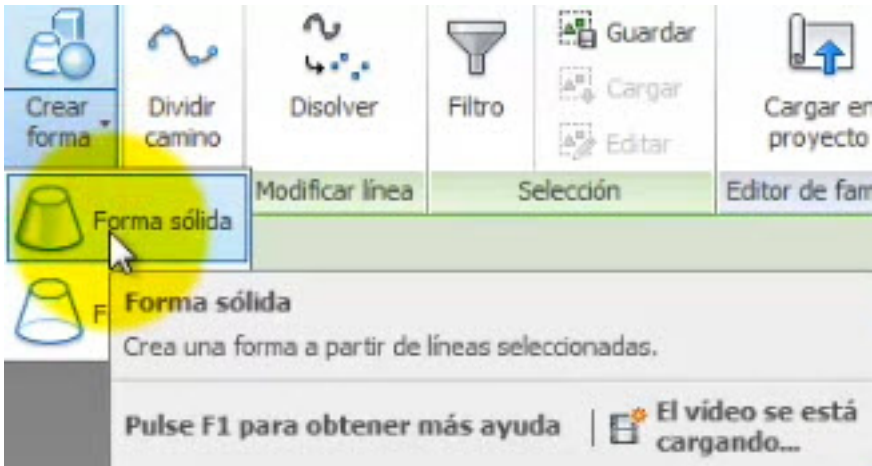 Crear
forma
Dividir
camino
Disolver
Filtro
Guardar
Cargar
Editar
Cargar en
proyecto
Modificar línea
Selección
Editor de fam
Forma sólida
F
Forma sólida
Crea una forma a partir de líneas seleccionadas.
Pulse F1 para obtener más ayuda
El vídeo se está
cargando...